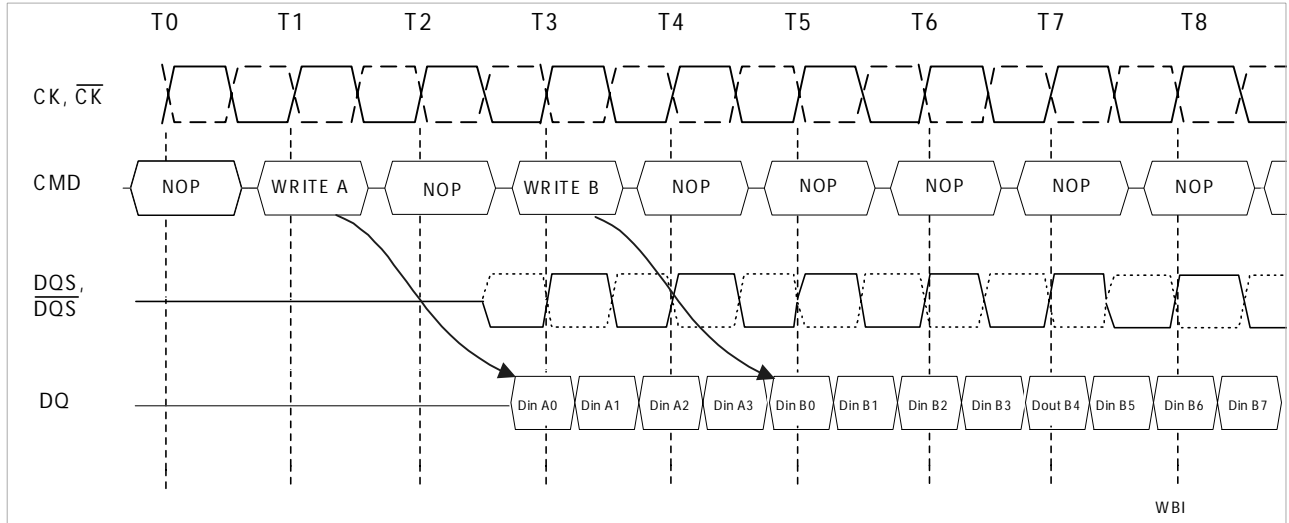 T0 T1 T2 T3 T4 T5 T6 T7 T8
CK, CK
CMD NOP WRITE A NOP WRITE B NOP NOP NOP NOP NOP
DQS,
DQS
DQ Din A0 Din A1 Din A2 Din A3 Din B0 Din B1 Din B2 Din B3 Dout B4 Din B5 Din B6 Din B7
WBI